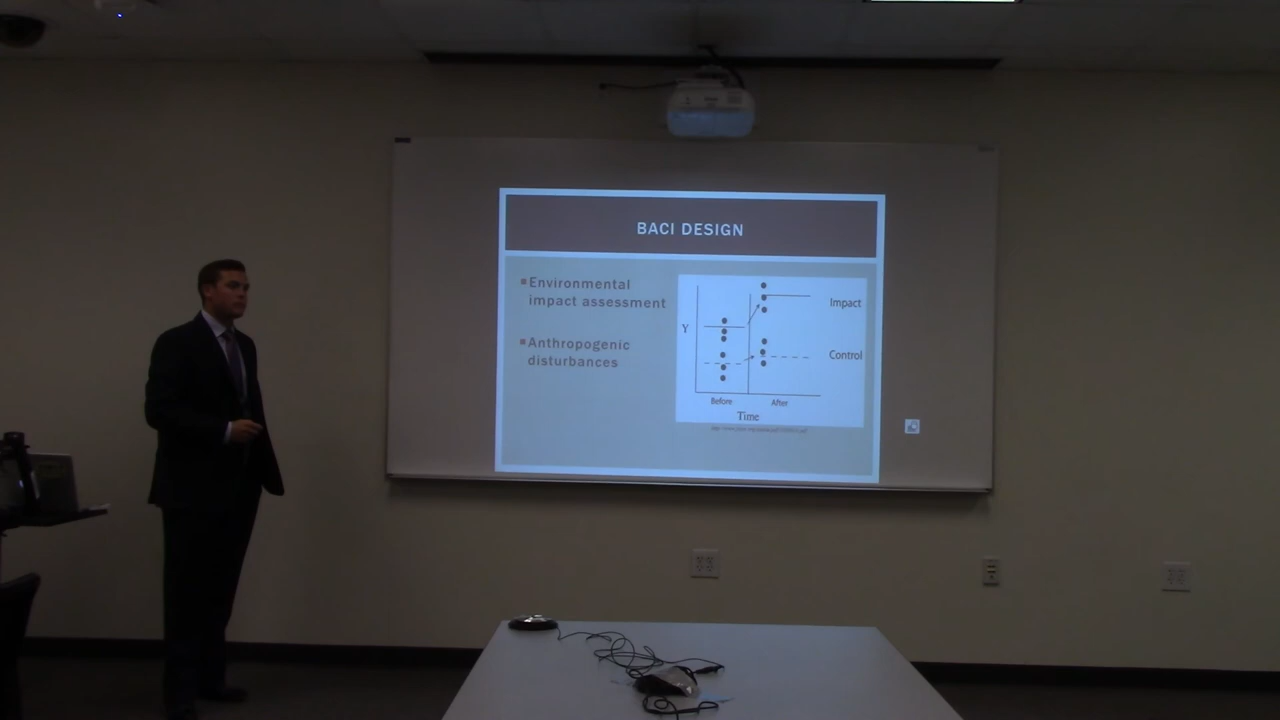 BACI DESIGN
▪Environmental
impact assessment
▪Anthropogenic
disturbances
Y
Impact
Control
Before
After
Time